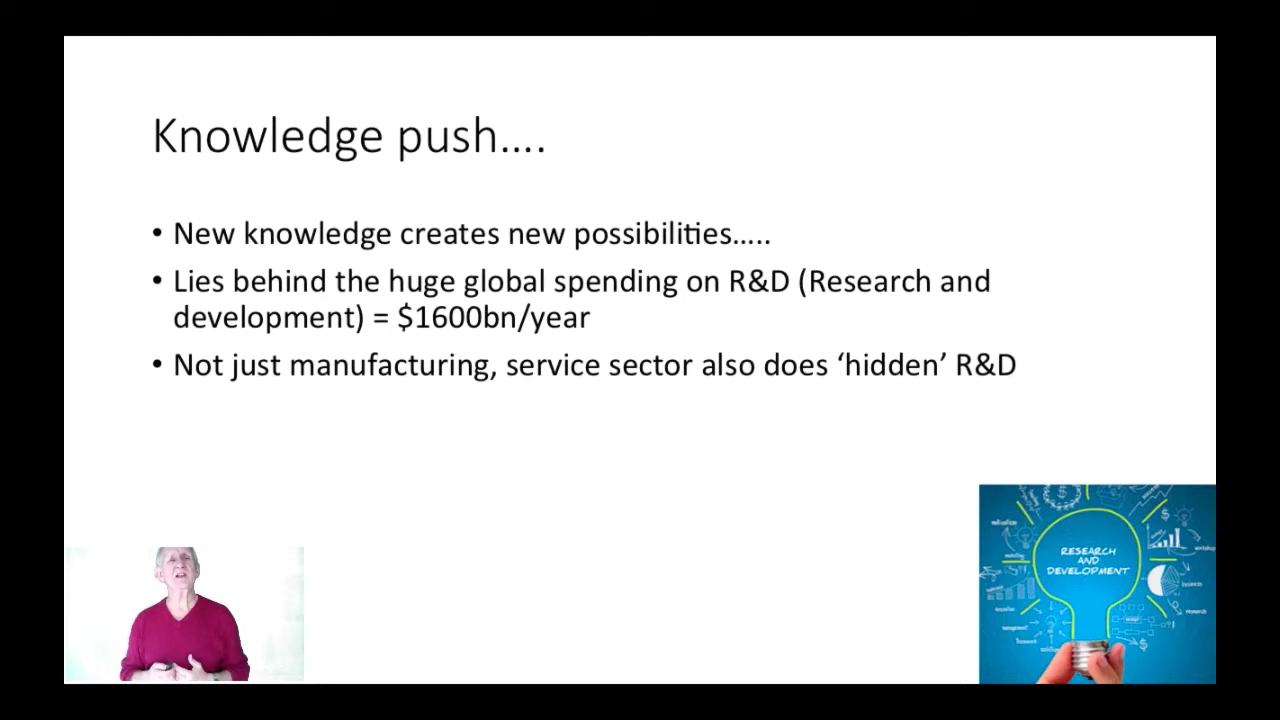 Knowledge push....
• New knowledge creates new possibilities.....
• Lies behind the huge global spending on R&D (Research and
development) = $1600bn/year
• Not just manufacturing, service sector also does ‘hidden’ R&D
RESEARCH
AND
DEVELOPMENT